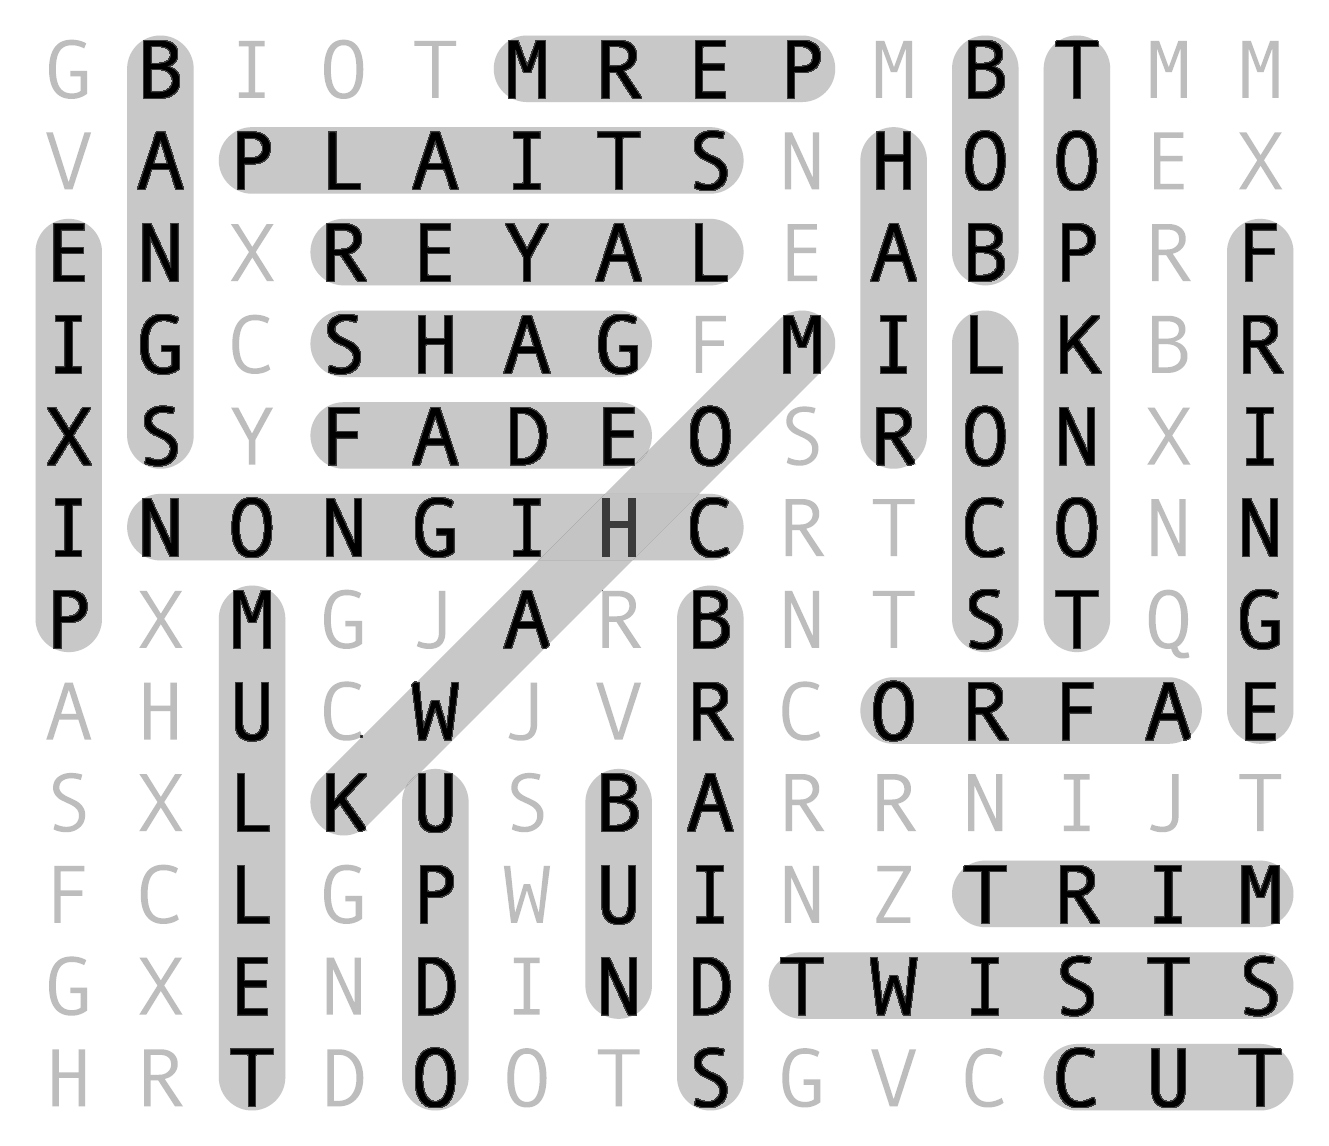 G B I O T M R E P M B T M M
V A P L A I T S N H O O E X
E N X R E Y A L E A B P R F
I G C S H A G F M I L K B R
X S Y F A D E O S R O N X I
I N O N G I H C R T C O N N
P X M G J A R B N T S T Q G
A H U C W J V R C O R F A E
S X L K U S B A R R N I J T
F C L G P W U I N Z T R I M
G X E N D I N D T W I S T S
H R T D O O T S G V C C U T